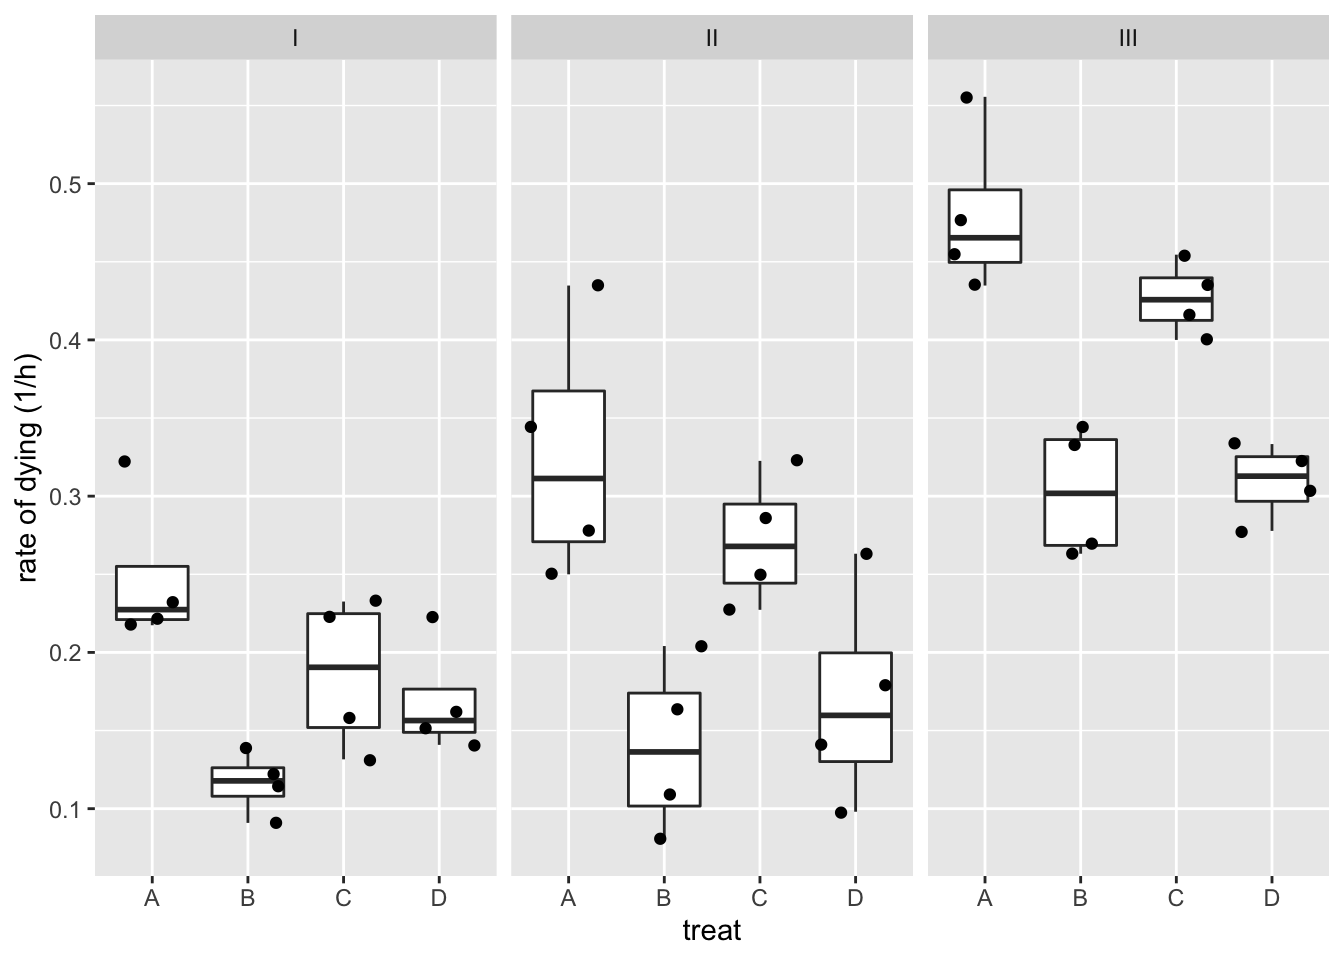 I II III
rate of dying (1/h)
0.5
0.4
0.3
0.2
0.1
A B C D A B C D A B C D
treat